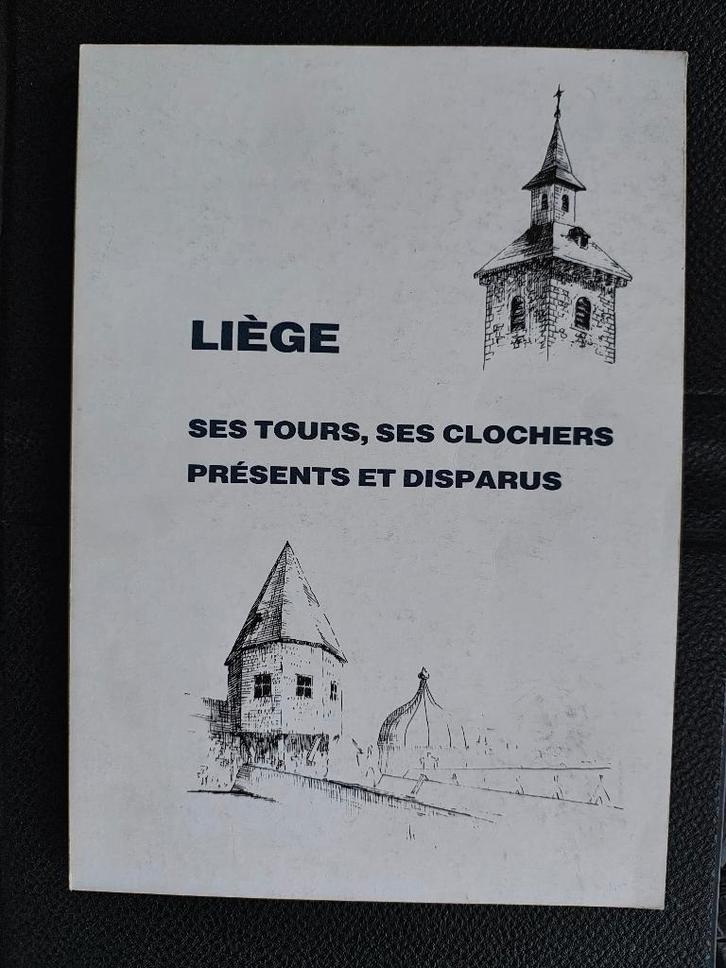 LIÈGE
SES TOURS, SES CLOCHERS
PRÉSENTS ET DISPARUS